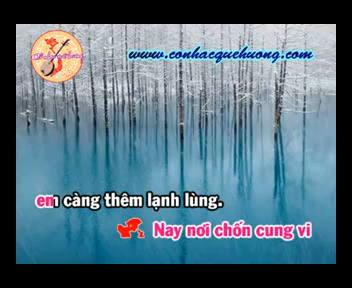 www.conhacquehuong.com
em càng thêm lạnh lùng.
Nay nơi chốn cung vi